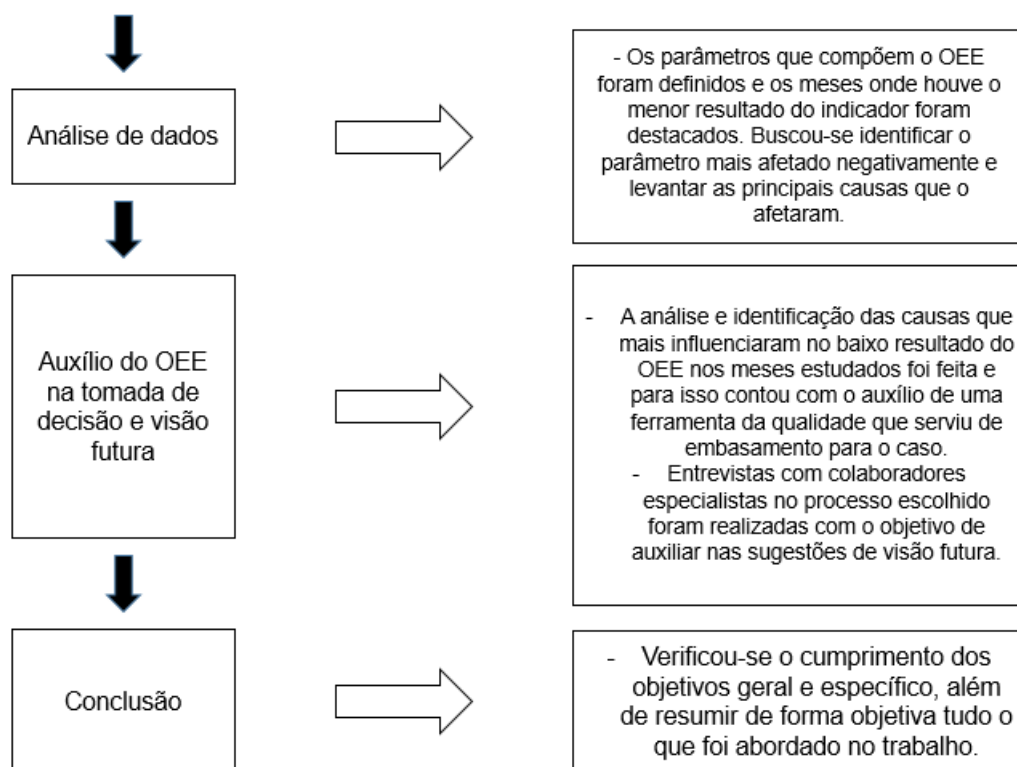 Análise de dados
- Os parâmetros que compõem o OEE
foram definidos e os meses onde houve o
menor resultado do indicador foram
destacados. Buscou-se identificar o
parâmetro mais afetado negativamente e
levantar as principais causas que o
afetaram.
Auxílio do OEE
na tomada de
decisão e visão
futura
- A análise e identificação das causas que
mais influenciaram no baixo resultado do
OEE nos meses estudados foi feita e
para isso contou com o auxílio de uma
ferramenta da qualidade que serviu de
embasamento para o caso.
- Entrevistas com colaboradores
especialistas no processo escolhido
foram realizadas com o objetivo de
auxiliar nas sugestões de visão futura.
Conclusão
- Verificou-se o cumprimento dos
objetivos geral e específico, além
de resumir de forma objetiva tudo o
que foi abordado no trabalho.